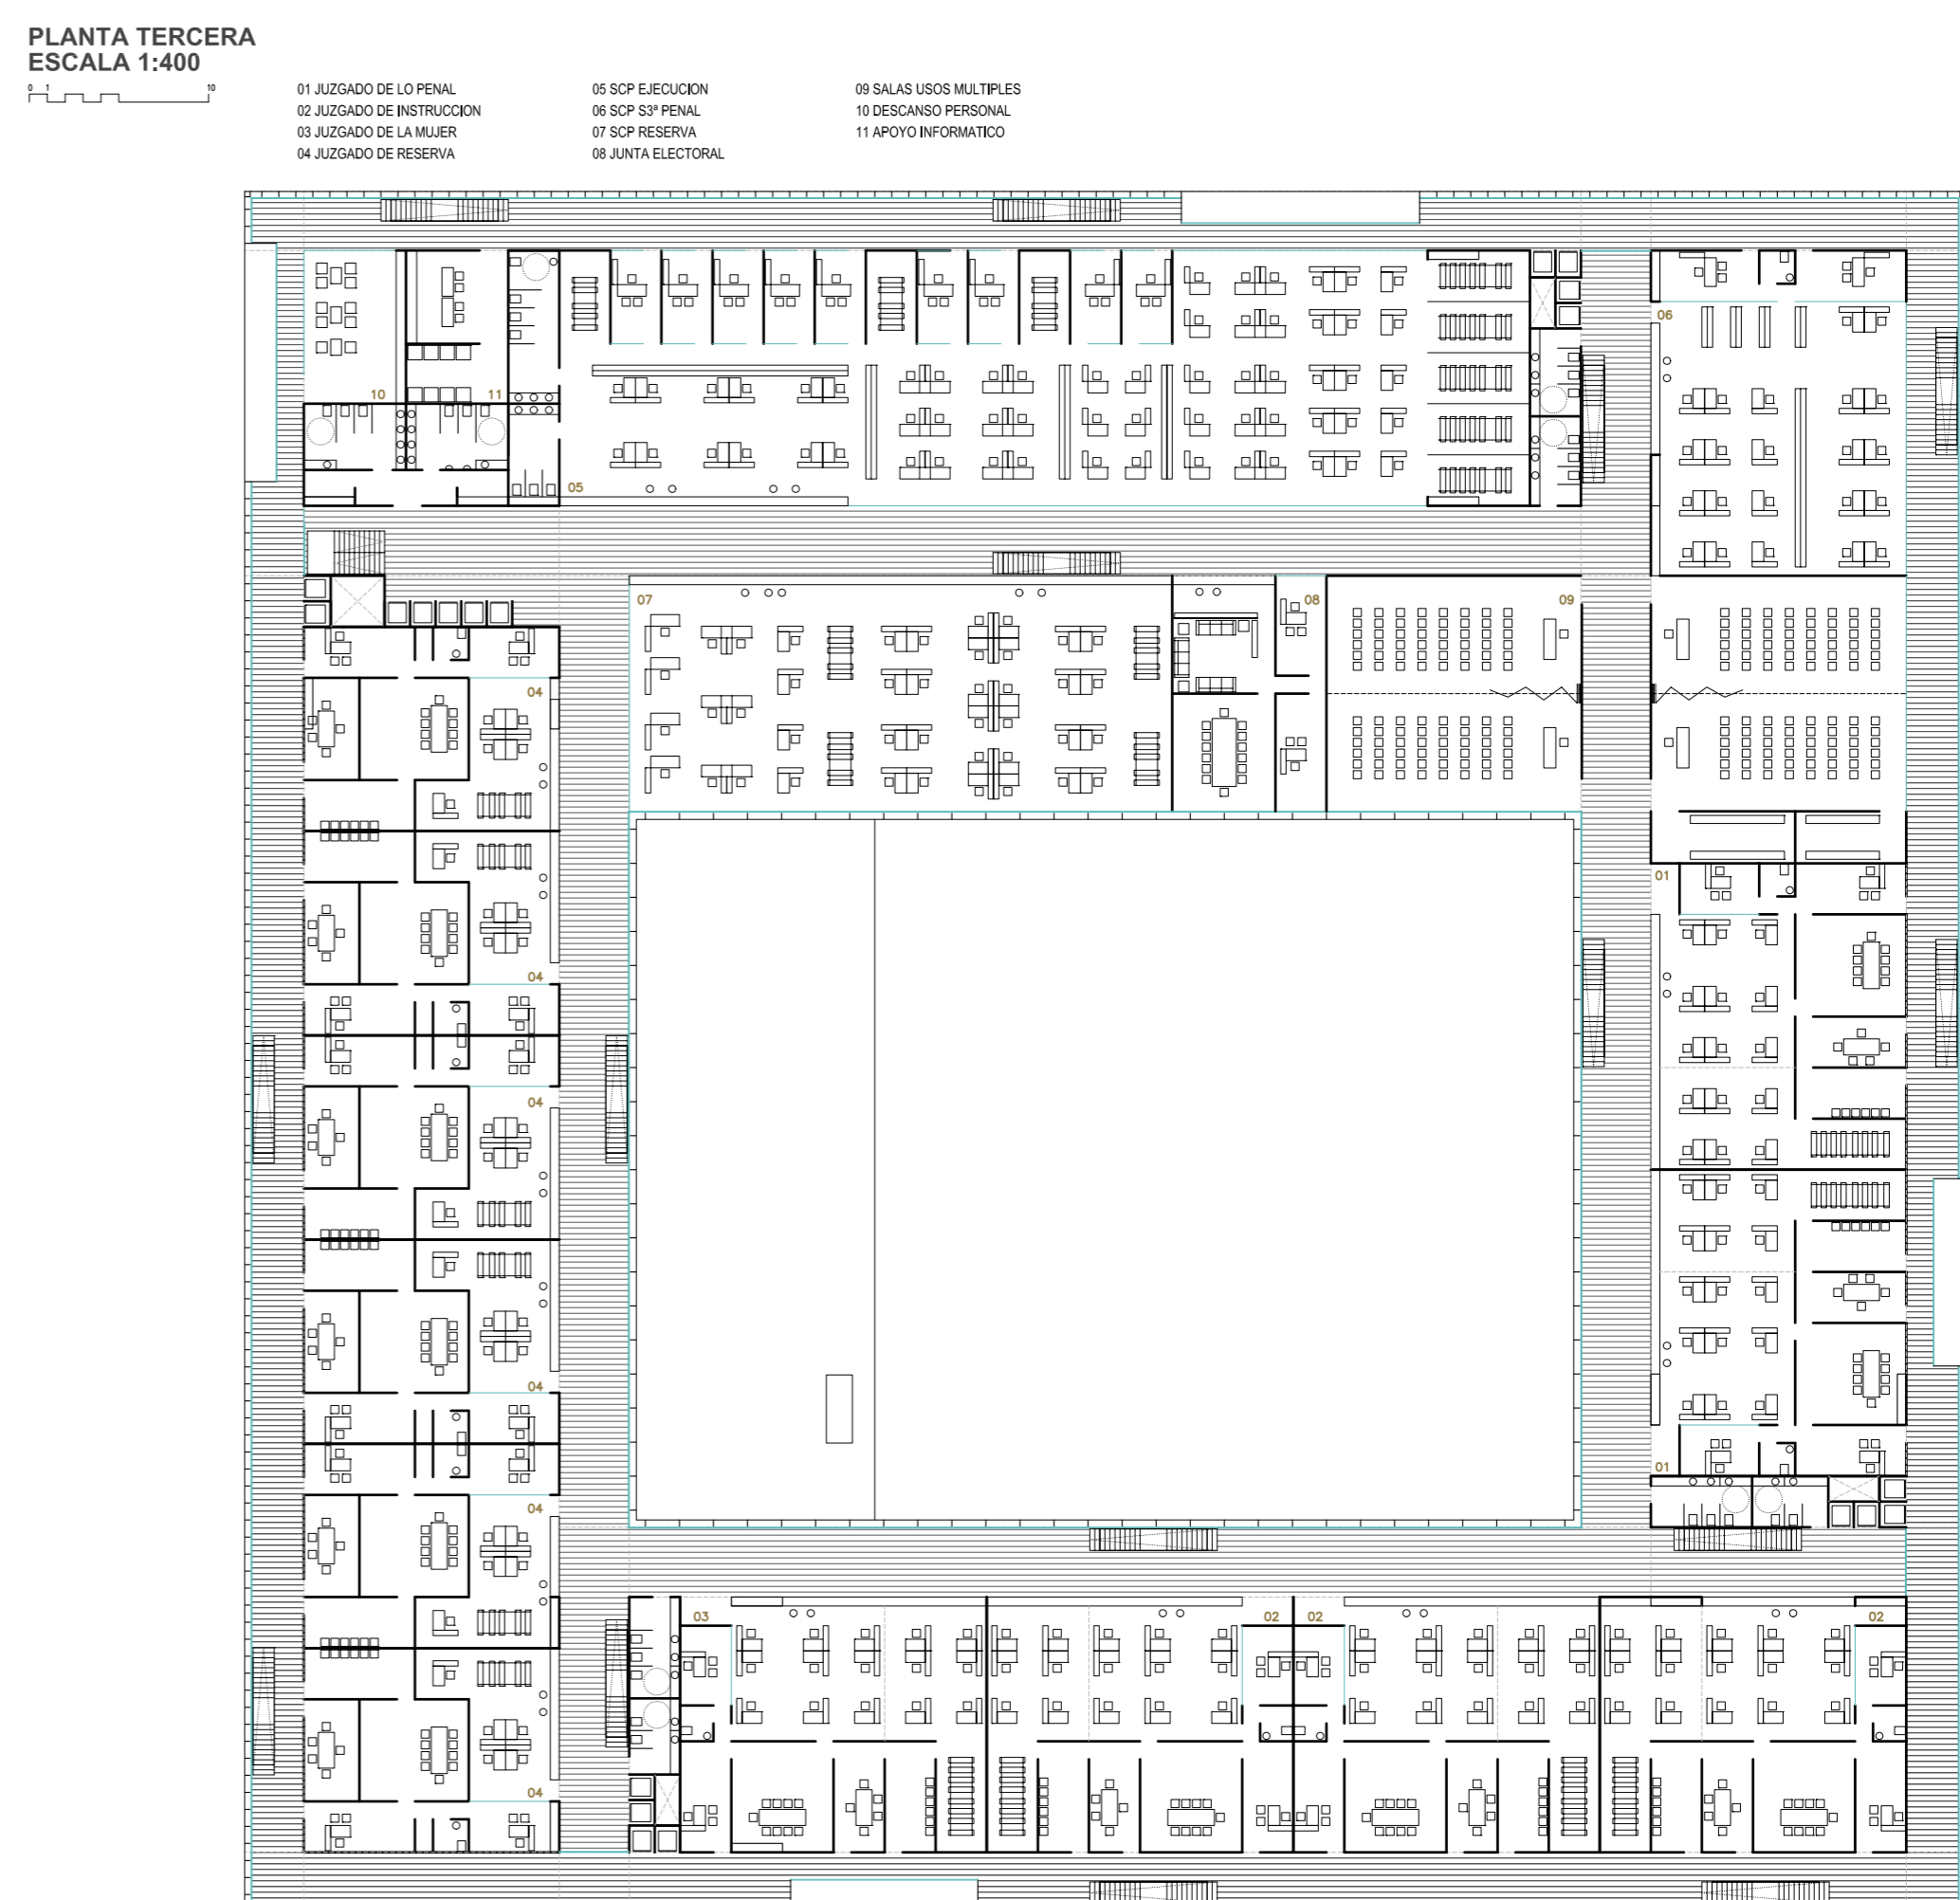 PLANTA TERCERA
ESCALA 1:400
0 1 10
01 JUZGADO DE LO PENAL
02 JUZGADO DE INSTRUCCION
03 JUZGADO DE LA MUJER
04 JUZGADO DE RESERVA
05 SCP EJECUCION
06 SCP S3ª PENAL
07 SCP RESERVA
08 JUNTA ELECTORAL
09 SALAS USOS MULTIPLES
10 DESCANSO PERSONAL
11 APOYO INFORMATICO
06
10
11
05
07
08
09
04
01
04
04
04
01
04
03
02
02
02
04